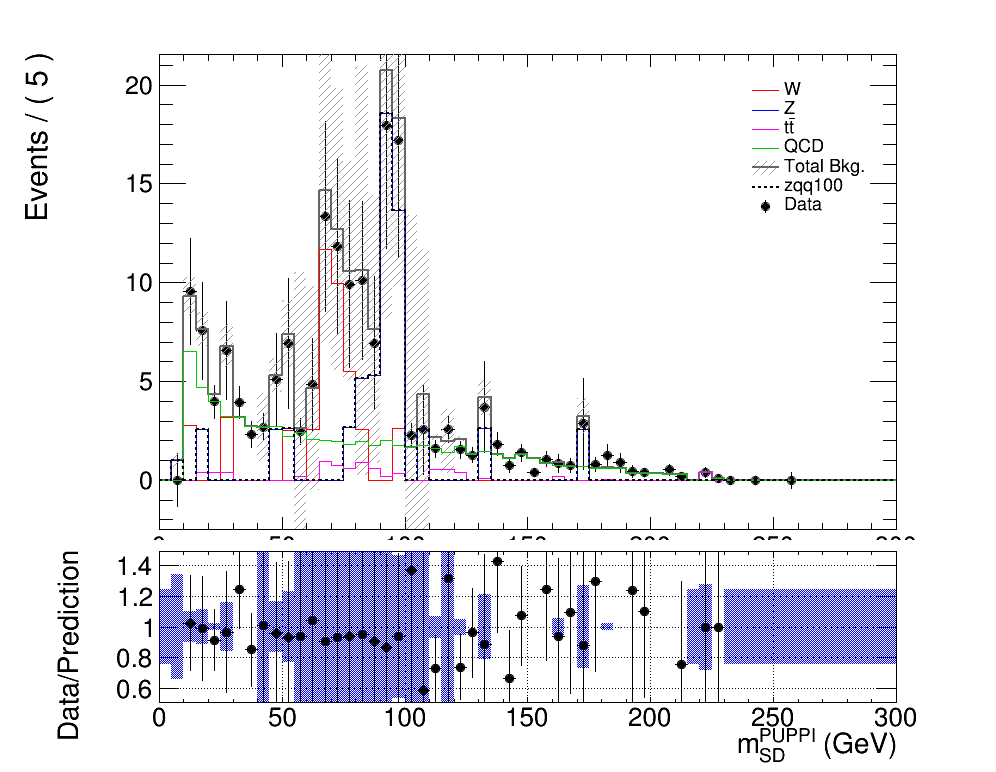 Events / ( 5 )
20
15
10
5
0
W
Z
tt̄
QCD
Total Bkg.
zqq100
Data
Data/Prediction
1.4
1.2
1
0.8
0.6
0 50 100 150 200 250 300
m_SD^PUPPI (GeV)